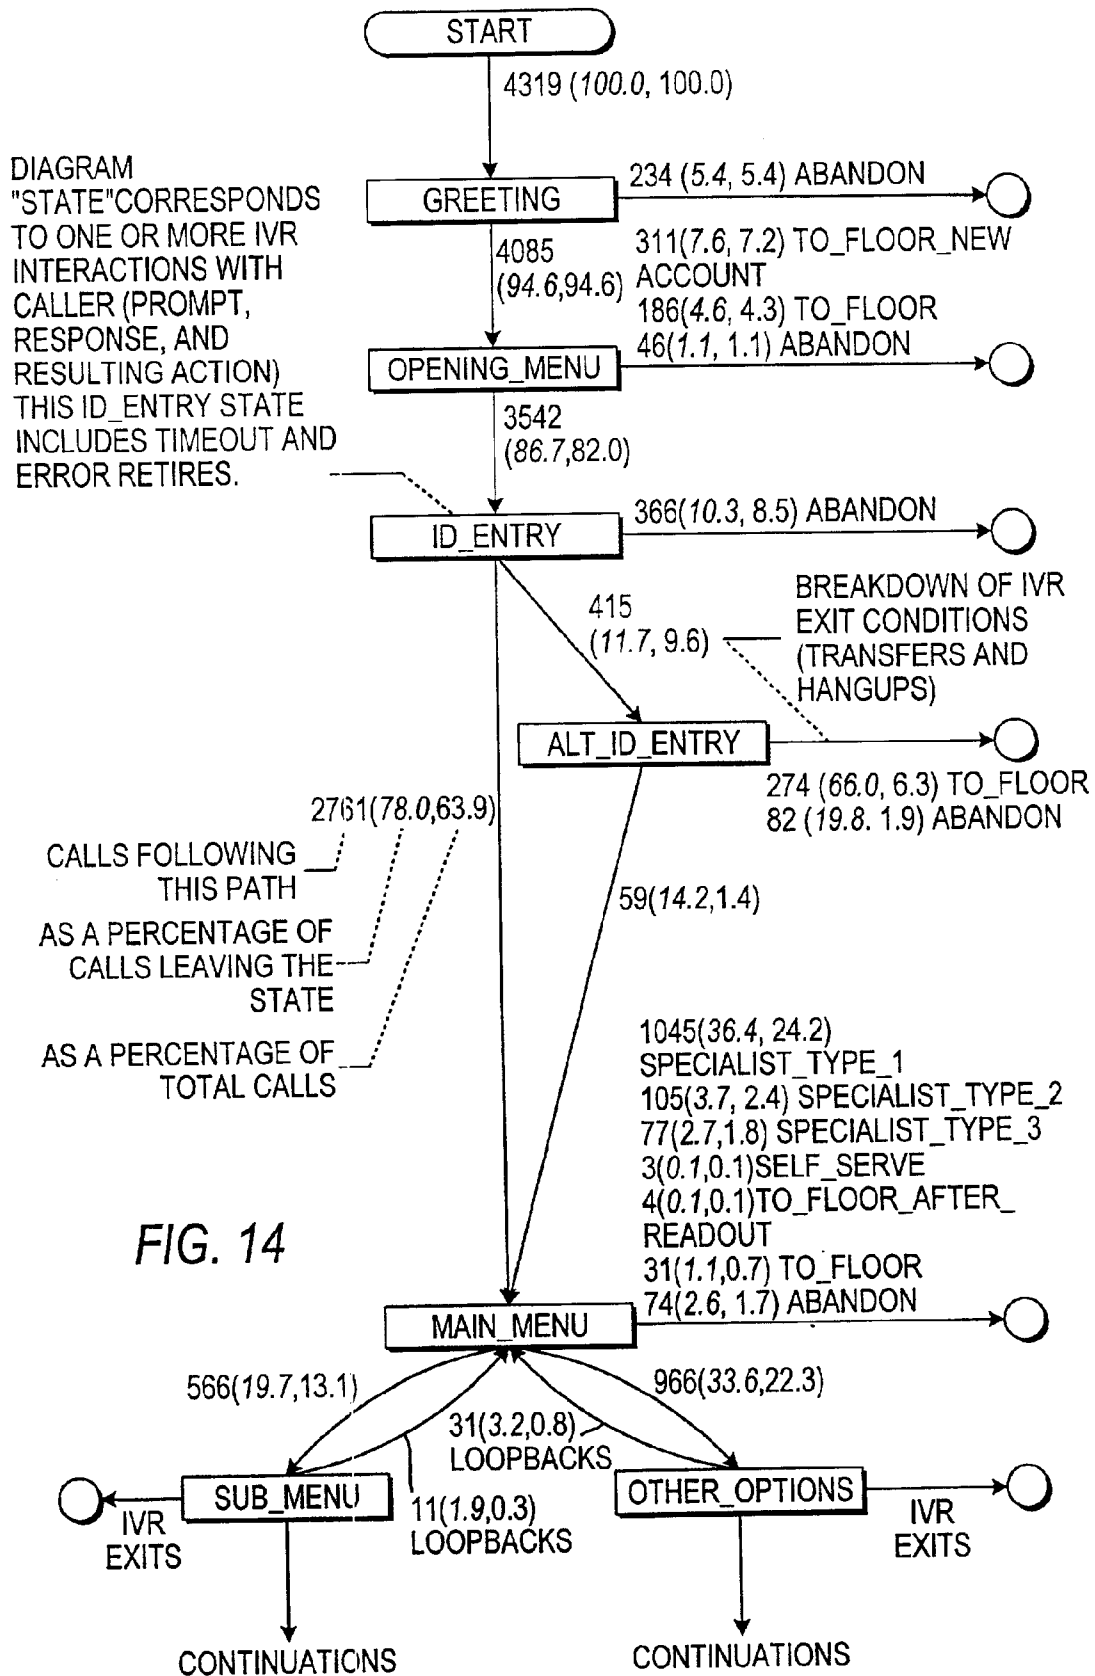 START
4319 (100.0, 100.0)
DIAGRAM
"STATE"CORRESPONDS
TO ONE OR MORE IVR
INTERACTIONS WITH
CALLER (PROMPT,
RESPONSE, AND
RESULTING ACTION)
THIS ID_ENTRY STATE
INCLUDES TIMEOUT AND
ERROR RETIRES.
GREETING
234 (5.4, 5.4) ABANDON
4085
(94.6,94.6)
311(7.6, 7.2) TO_FLOOR_NEW
ACCOUNT
186(4.6, 4.3) TO_FLOOR
46(1.1, 1.1) ABANDON
OPENING_MENU
3542
(86.7,82.0)
ID_ENTRY
366(10.3, 8.5) ABANDON
415
(11.7, 9.6)
BREAKDOWN OF IVR
EXIT CONDITIONS
(TRANSFERS AND
HANGUPS)
ALT_ID_ENTRY
274 (66.0, 6.3) TO_FLOOR
82 (19.8. 1.9) ABANDON
2761(78.0,63.9)
CALLS FOLLOWING
THIS PATH
AS A PERCENTAGE OF
CALLS LEAVING THE
STATE
AS A PERCENTAGE OF
TOTAL CALLS
59(14.2,1.4)
1045(36.4, 24.2)
SPECIALIST_TYPE_1
105(3.7, 2.4) SPECIALIST_TYPE_2
77(2.7,1.8) SPECIALIST_TYPE_3
3(0.1,0.1)SELF_SERVE
4(0.1,0.1)TO_FLOOR_AFTER_
READOUT
31(1.1,0.7) TO_FLOOR
74(2.6, 1.7) ABANDON
FIG. 14
MAIN_MENU
566(19.7,13.1)
966(33.6,22.3)
31(3.2,0.8)
LOOPBACKS
SUB_MENU
11(1.9,0.3)
LOOPBACKS
OTHER_OPTIONS
IVR
EXITS
IVR
EXITS
CONTINUATIONS
CONTINUATIONS